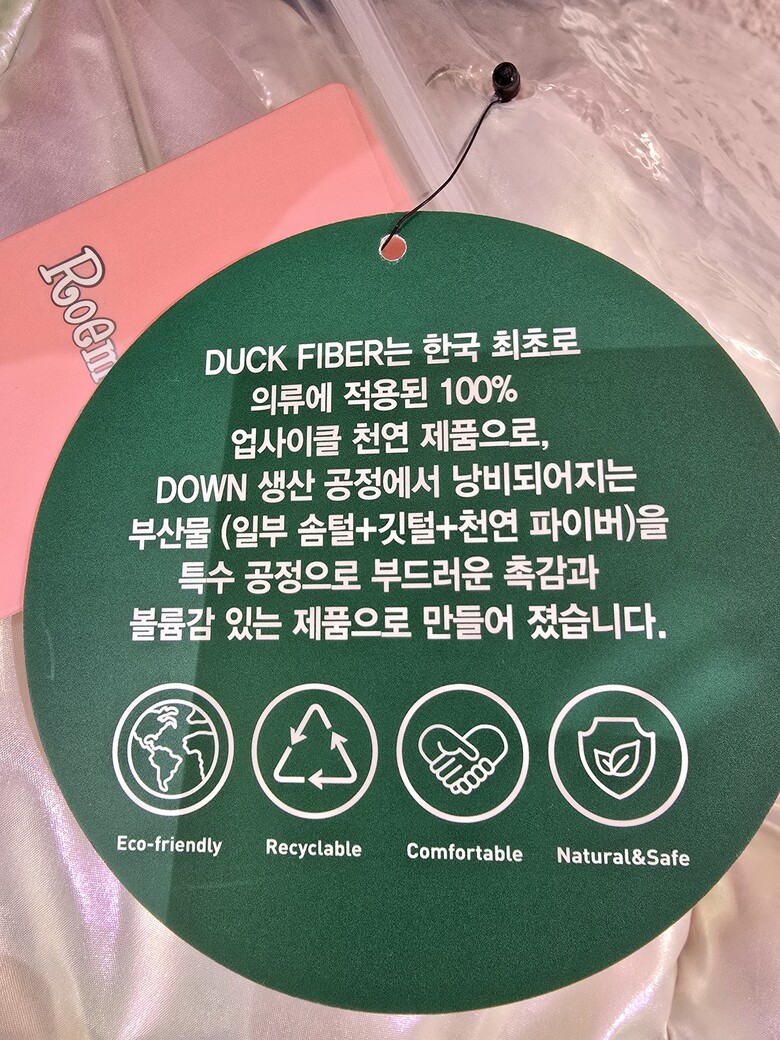 Roem
DUCK FIBER는 한국 최초로
의류에 적용된 100%
업사이클 천연 제품으로,
DOWN 생산 공정에서 낭비되어지는
부산물 (일부 솜털+깃털+천연 파이버)을
특수 공정으로 부드러운 촉감과
볼륨감 있는 제품으로 만들어 졌습니다.
Eco-friendly
Recyclable
Comfortable
Natural&Safe